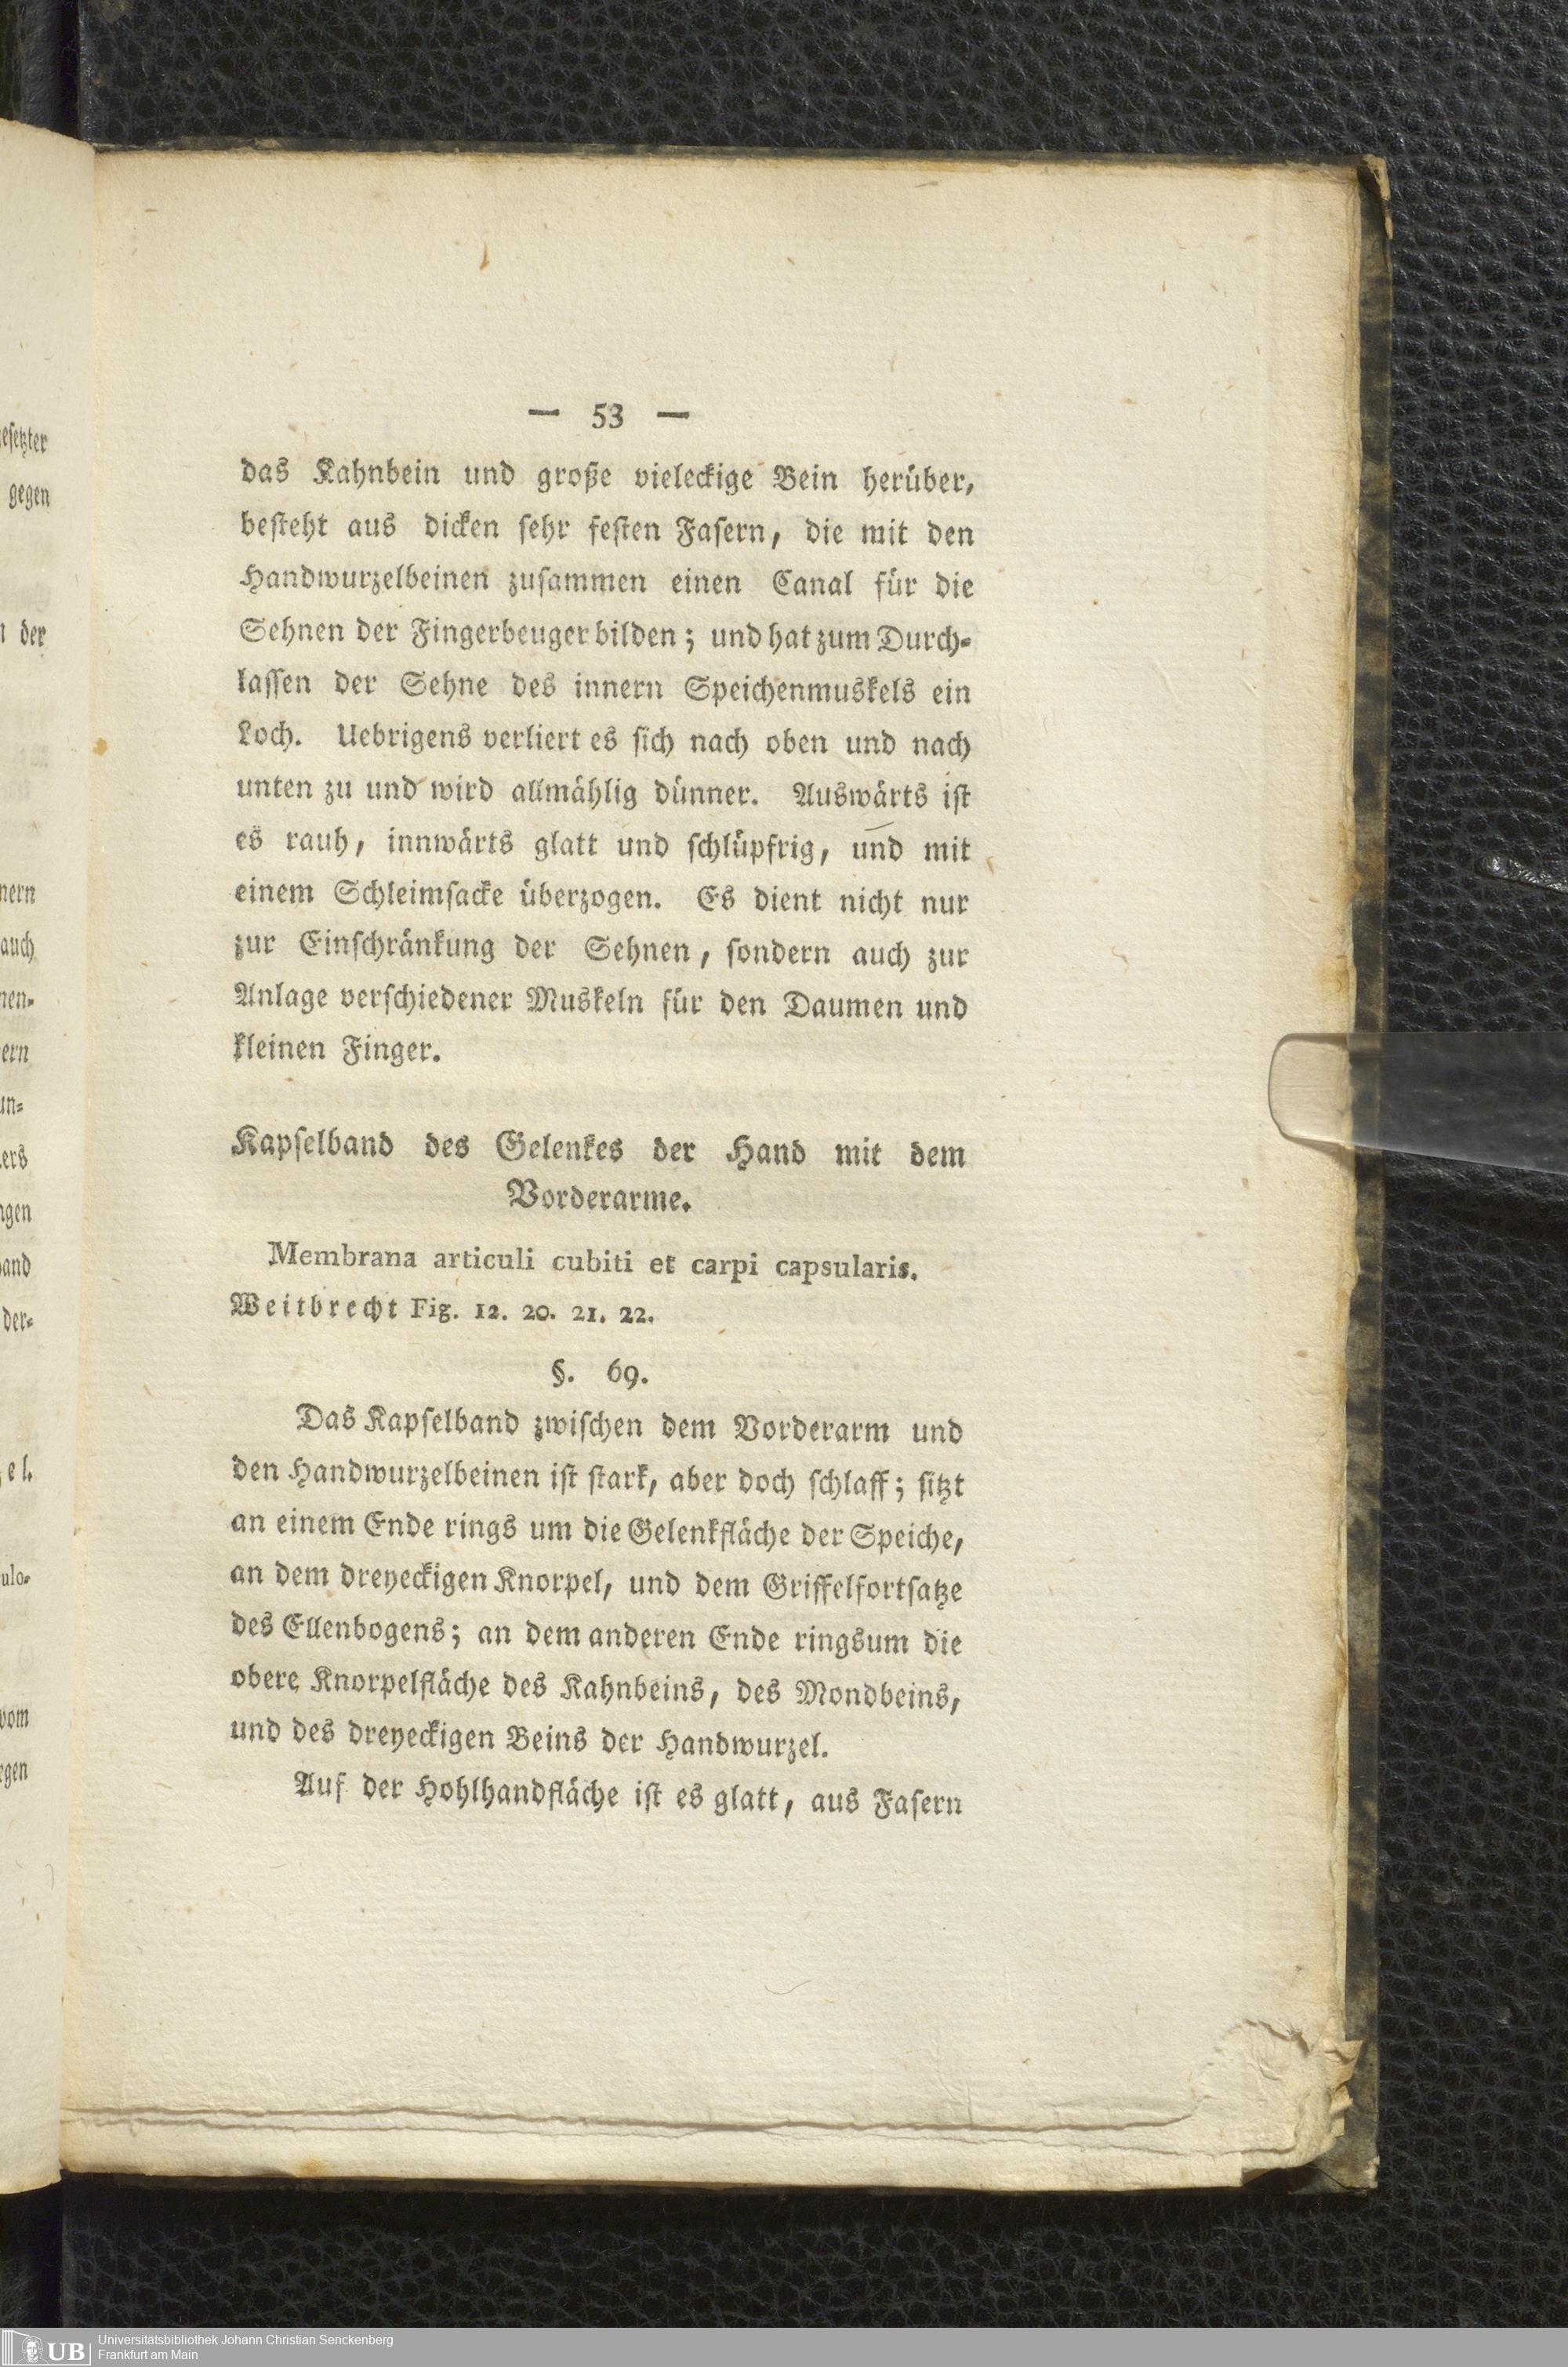 — 53 —
das Kahnbein und große vieleckige Bein herüber,
besteht aus dicken sehr festen Fasern, die mit den
Handwurzelbeinen zusammen einen Canal für die
Sehnen der Fingerbeuger bilden; und hat zum Durch-
lassen der Sehne des innern Speichenmuskels ein
Loch. Uebrigens verliert es sich nach oben und nach
unten zu und wird allmählig dünner. Auswärts ist
es rauh, innwärts glatt und schlüpfrig, und mit
einem Schleimsacke überzogen. Es dient nicht nur
zur Einschränkung der Sehnen, sondern auch zur
Anlage verschiedener Muskeln für den Daumen und
kleinen Finger.
Kapselband des Gelenkes der Hand mit dem
Vorderarme.
Membrana articuli cubiti et carpi capsularis.
Weitbrecht Fig. 12. 20. 21. 22.
§. 69.
Das Kapselband zwischen dem Vorderarm und
den Handwurzelbeinen ist stark, aber doch schlaff; sitzt
an einem Ende rings um die Gelenkfläche der Speiche,
an dem dreyeckigen Knorpel, und dem Griffelfortsatze
des Ellenbogens; an dem anderen Ende ringsum die
obere Knorpelfläche des Kahnbeins, des Mondbeins,
und des dreyeckigen Beins der Handwurzel.
Auf der Hohlhandfläche ist es glatt, aus Fasern
UB Universitätsbibliothek Johann Christian Senckenberg
Frankfurt am Main